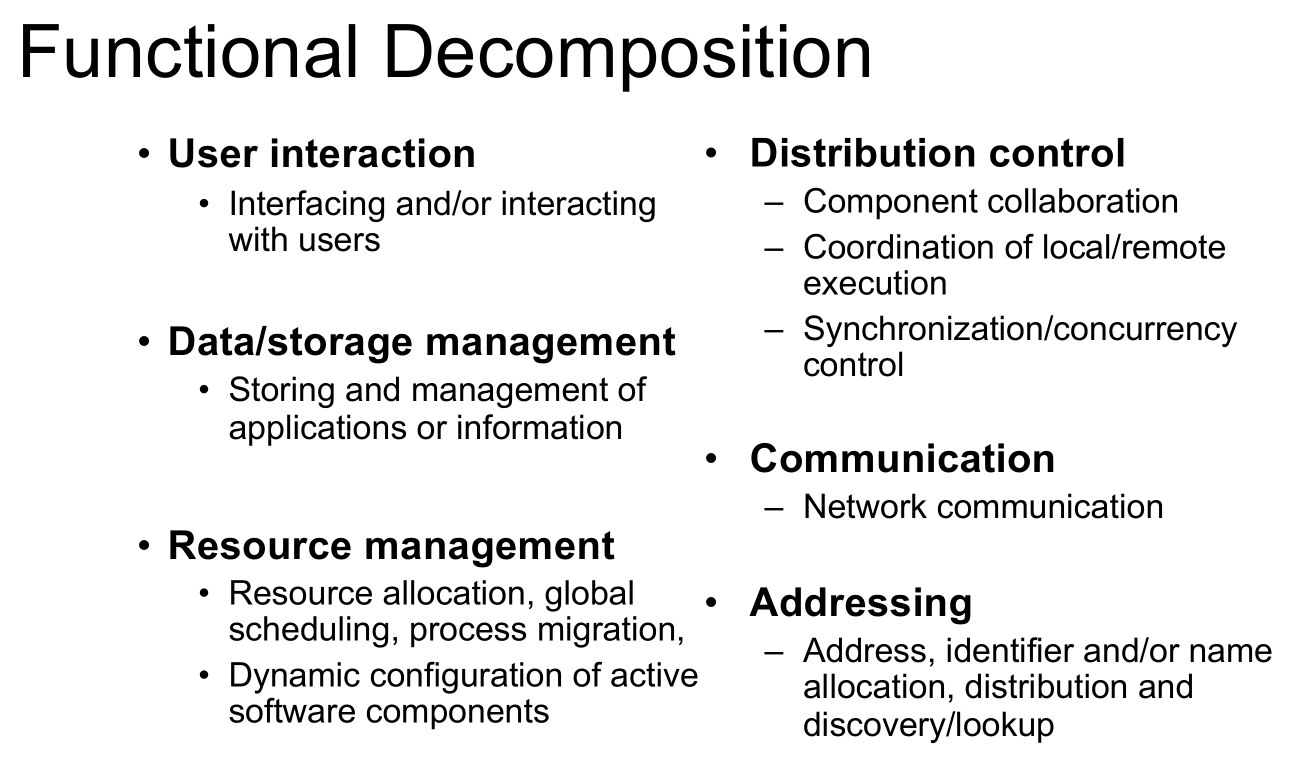 Functional Decomposition
• User interaction
• Interfacing and/or interacting
with users
• Data/storage management
• Storing and management of
applications or information
• Resource management
• Resource allocation, global
scheduling, process migration,
• Dynamic configuration of active
software components
• Distribution control
– Component collaboration
– Coordination of local/remote
execution
– Synchronization/concurrency
control
• Communication
– Network communication
• Addressing
– Address, identifier and/or name
allocation, distribution and
discovery/lookup